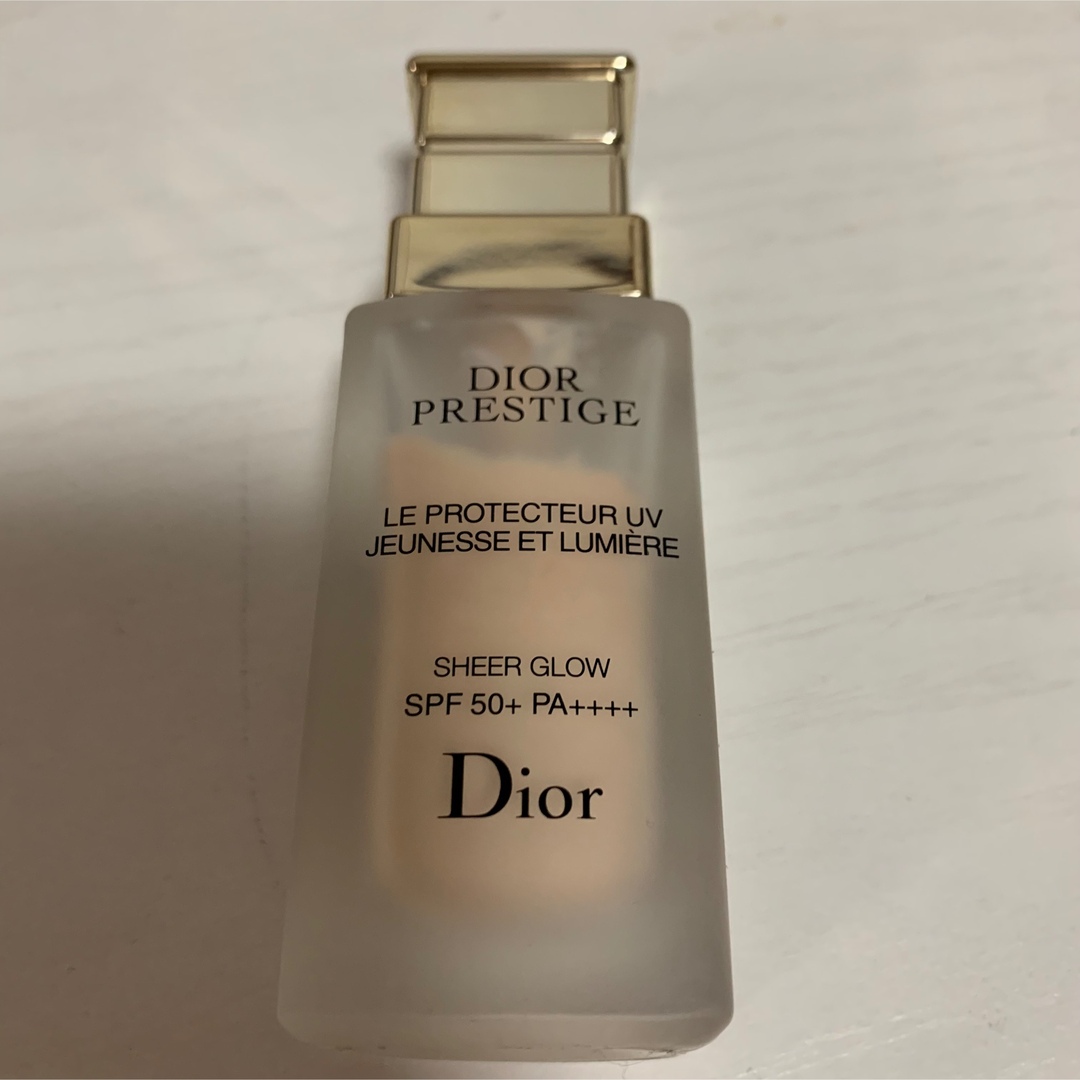 DIOR
PRESTIGE
LE PROTECTEUR UV
JEUNESSE ET LUMIÈRE
SHEER GLOW
SPF 50+ PA++++
Dior